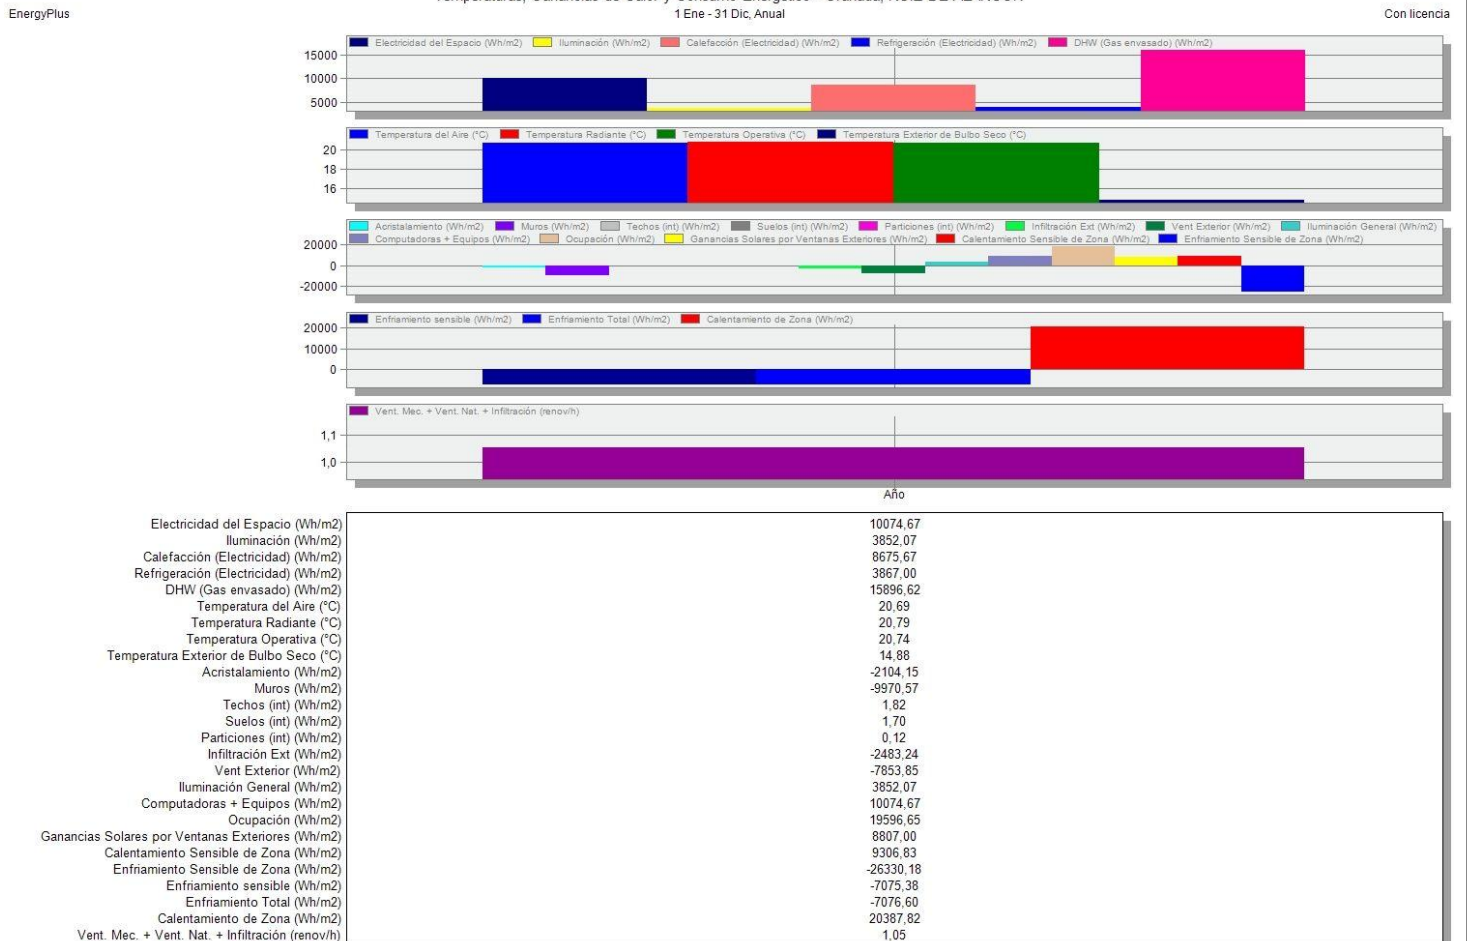 EnergyPlus
1 Ene - 31 Dic, Anual
Con licencia
Electricidad del Espacio (Wh/m2) Iluminación (Wh/m2) Calefacción (Electricidad) (Wh/m2) Refrigeración (Electricidad) (Wh/m2) DHW (Gas envasado) (Wh/m2)
15000
10000
5000
Temperatura del Aire (°C) Temperatura Radiante (°C) Temperatura Operativa (°C) Temperatura Exterior de Bulbo Seco (°C)
20
18
16
Acristalamiento (Wh/m2) Muros (Wh/m2) Techos (int) (Wh/m2) Suelos (int) (Wh/m2) Particiones (int) (Wh/m2) Infiltración Ext (Wh/m2) Vent Exterior (Wh/m2) Iluminación General (Wh/m2)
Computadoras + Equipos (Wh/m2) Ocupación (Wh/m2) Ganancias Solares por Ventanas Exteriores (Wh/m2) Calentamiento Sensible de Zona (Wh/m2) Enfriamiento Sensible de Zona (Wh/m2)
20000
0
-20000
Enfriamiento sensible (Wh/m2) Enfriamiento Total (Wh/m2) Calentamiento de Zona (Wh/m2)
20000
10000
0
Vent. Mec. + Vent. Nat. + Infiltración (renov/h)
1,1
1,0
Año
Electricidad del Espacio (Wh/m2) 10074,67
Iluminación (Wh/m2) 3852,07
Calefacción (Electricidad) (Wh/m2) 8675,67
Refrigeración (Electricidad) (Wh/m2) 3867,00
DHW (Gas envasado) (Wh/m2) 15896,62
Temperatura del Aire (°C) 20,69
Temperatura Radiante (°C) 20,79
Temperatura Operativa (°C) 20,74
Temperatura Exterior de Bulbo Seco (°C) 14,88
Acristalamiento (Wh/m2) -2104,15
Muros (Wh/m2) -9970,57
Techos (int) (Wh/m2) 1,82
Suelos (int) (Wh/m2) 1,70
Particiones (int) (Wh/m2) 0,12
Infiltración Ext (Wh/m2) -2483,24
Vent Exterior (Wh/m2) -7853,85
Iluminación General (Wh/m2) 3852,07
Computadoras + Equipos (Wh/m2) 10074,67
Ocupación (Wh/m2) 19596,65
Ganancias Solares por Ventanas Exteriores (Wh/m2) 8807,00
Calentamiento Sensible de Zona (Wh/m2) 9306,83
Enfriamiento Sensible de Zona (Wh/m2) -26330,18
Enfriamiento sensible (Wh/m2) -7075,38
Enfriamiento Total (Wh/m2) -7076,60
Calentamiento de Zona (Wh/m2) 20387,82
Vent. Mec. + Vent. Nat. + Infiltración (renov/h) 1,05